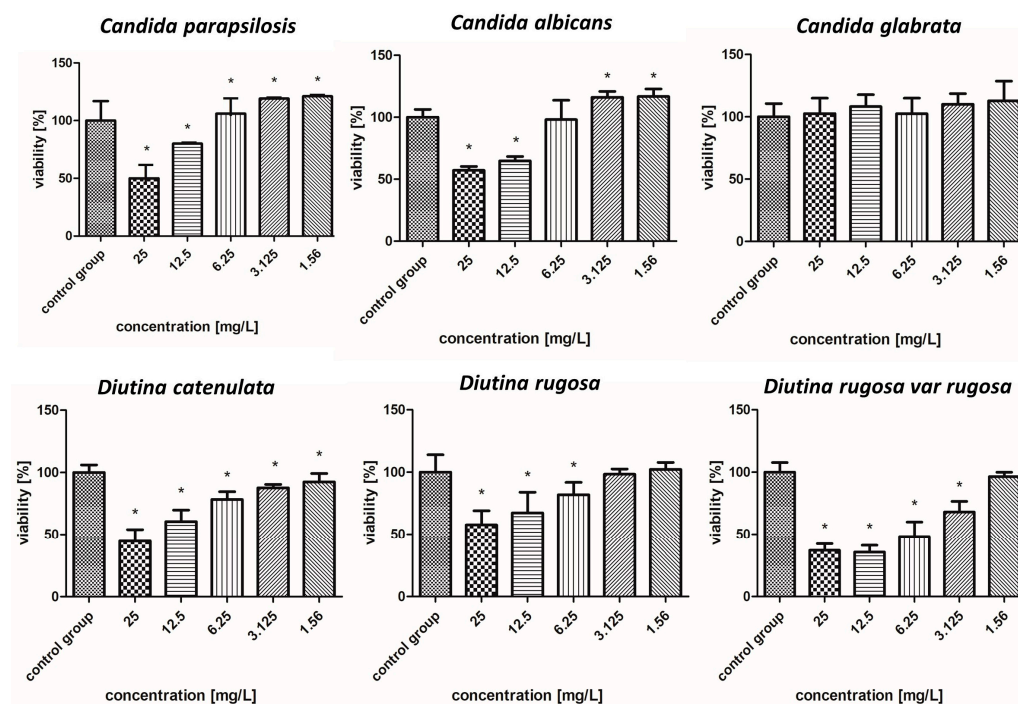 Candida parapsilosis
150
100
50
0
viability [%]
* * * * *
control group 25 12.5 6.25 3.125 1.56
concentration [mg/L]
Candida albicans
150
100
50
0
viability [%]
* * * *
control group 25 12.5 6.25 3.125 1.56
concentration [mg/L]
Candida glabrata
150
100
50
0
viability [%]
control group 25 12.5 6.25 3.125 1.56
concentration [mg/L]
Diutina catenulata
150
100
50
0
viability [%]
* * * * *
control group 25 12.5 6.25 3.125 1.56
concentration [mg/L]
Diutina rugosa
150
100
50
0
viability [%]
* * *
control group 25 12.5 6.25 3.125 1.56
concentration [mg/L]
Diutina rugosa var rugosa
150
100
50
0
viability [%]
* * * *
control group 25 12.5 6.25 3.125 1.56
concentration [mg/L]